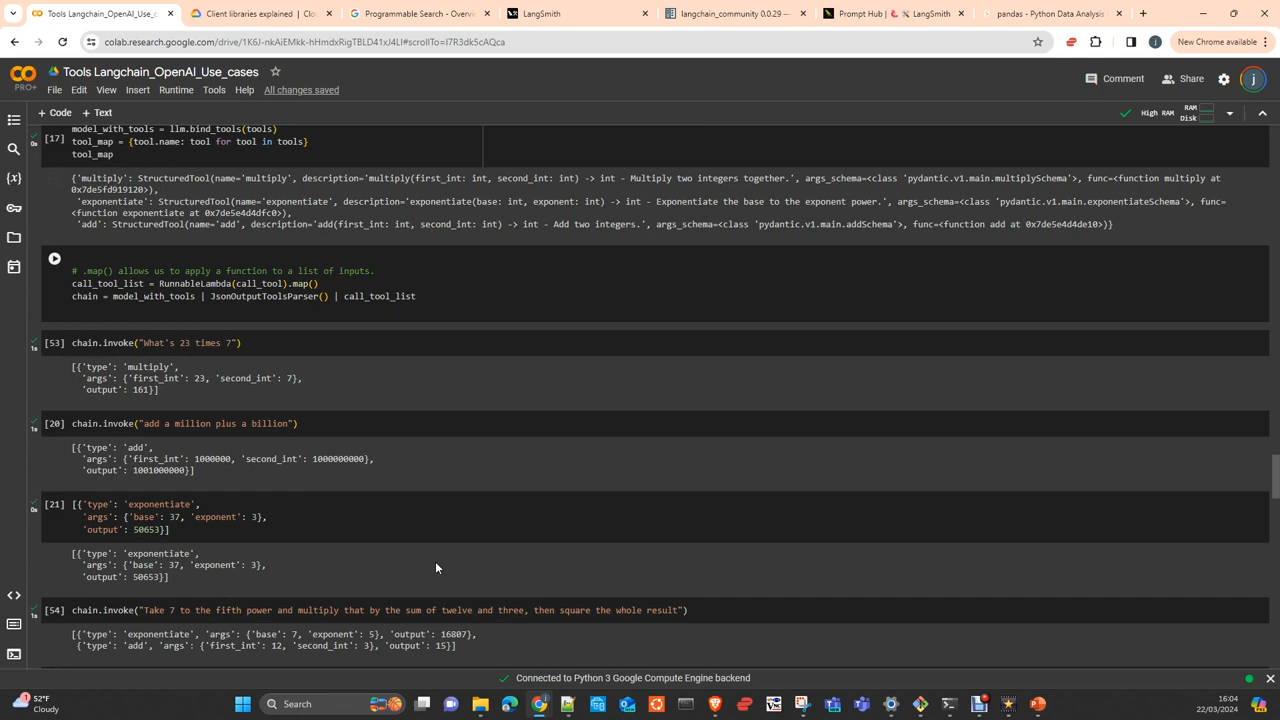 Tools Langchain_OpenAI_Use_cases
Client libraries explained | Clou
Programmable Search - Overvie
LangSmith
langchain_community 0.0.29 —
Prompt Hub | LangSmith
pandas - Python Data Analysis l
colab.research.google.com/drive/1K6J-nkAiEMkk-hHmdxRigTBLD41xJ4LI#scrollTo=I7R3dk5cAQca
New Chrome available
PRO+
Tools Langchain_OpenAI_Use_cases
File Edit View Insert Runtime Tools Help All changes saved
Comment Share j
+ Code + Text
High RAM RAM Disk
model_with_tools = llm.bind_tools(tools)
[17]
0s
tool_map = {tool.name: tool for tool in tools}
tool_map
{'multiply': StructuredTool(name='multiply', description='multiply(first_int: int, second_int: int) -> int - Multiply two integers together.', args_schema=<class 'pydantic.v1.main.multiplySchema'>, func=<function multiply at
0x7de5fd919120>),
'exponentiate': StructuredTool(name='exponentiate', description='exponentiate(base: int, exponent: int) -> int - Exponentiate the base to the exponent power.', args_schema=<class 'pydantic.v1.main.exponentiateSchema'>, func=
<function exponentiate at 0x7de5e4d4dfc0>),
'add': StructuredTool(name='add', description='add(first_int: int, second_int: int) -> int - Add two integers.', args_schema=<class 'pydantic.v1.main.addSchema'>, func=<function add at 0x7de5e4d4de10>)}
# .map() allows us to apply a function to a list of inputs.
call_tool_list = RunnableLambda(call_tool).map()
chain = model_with_tools | JsonOutputToolsParser() | call_tool_list
[53] chain.invoke("What's 23 times 7")
1s
[{'type': 'multiply',
'args': {'first_int': 23, 'second_int': 7},
'output': 161}]
[20] chain.invoke("add a million plus a billion")
1s
[{'type': 'add',
'args': {'first_int': 1000000, 'second_int': 1000000000},
'output': 1001000000}]
[21] [{'type': 'exponentiate',
0s
'args': {'base': 37, 'exponent': 3},
'output': 50653}]
[{'type': 'exponentiate',
'args': {'base': 37, 'exponent': 3},
'output': 50653}]
[54] chain.invoke("Take 7 to the fifth power and multiply that by the sum of twelve and three, then square the whole result")
1s
[{'type': 'exponentiate', 'args': {'base': 7, 'exponent': 5}, 'output': 16807},
{'type': 'add', 'args': {'first_int': 12, 'second_int': 3}, 'output': 15}]
Connected to Python 3 Google Compute Engine backend
1
52°F
Cloudy
Search
16:04
22/03/2024